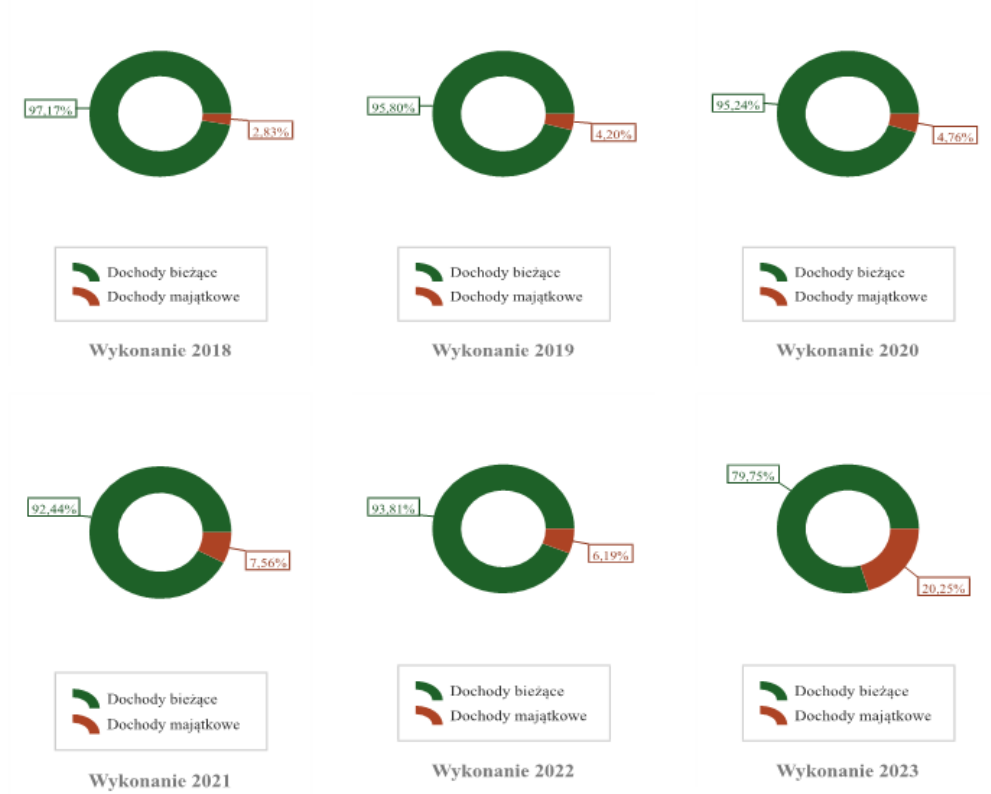 97,17%
2,83%
Dochody bieżące
Dochody majątkowe
Wykonanie 2018
95,80%
4,20%
Dochody bieżące
Dochody majątkowe
Wykonanie 2019
95,24%
4,76%
Dochody bieżące
Dochody majątkowe
Wykonanie 2020
92,44%
7,56%
Dochody bieżące
Dochody majątkowe
Wykonanie 2021
93,81%
6,19%
Dochody bieżące
Dochody majątkowe
Wykonanie 2022
79,75%
20,25%
Dochody bieżące
Dochody majątkowe
Wykonanie 2023